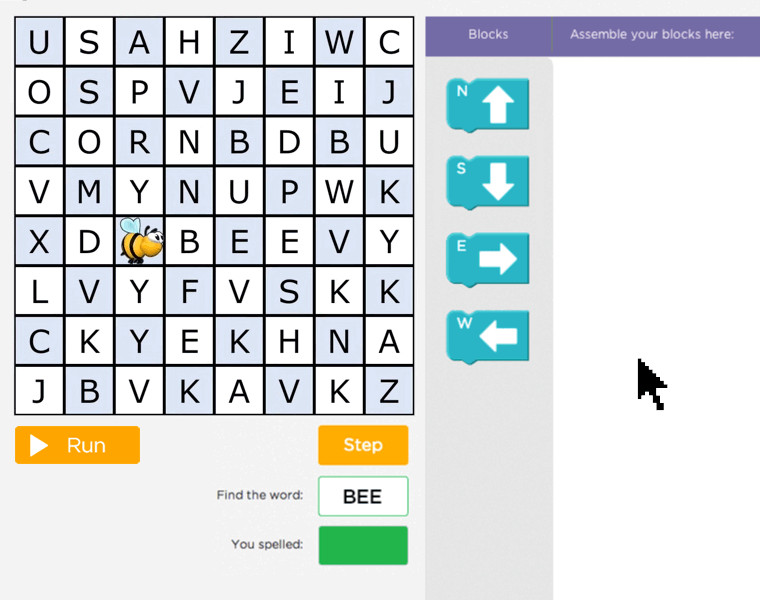 U S A H Z I W C
O S P V J E I J
C O R N B D B U
V M Y N U P W K
X D B E E V Y
L V Y F V S K K
C K Y E K H N A
J B V K A V K Z
Run
Step
Find the word: BEE
You spelled:
Blocks
Assemble your blocks here:
N
S
E
W